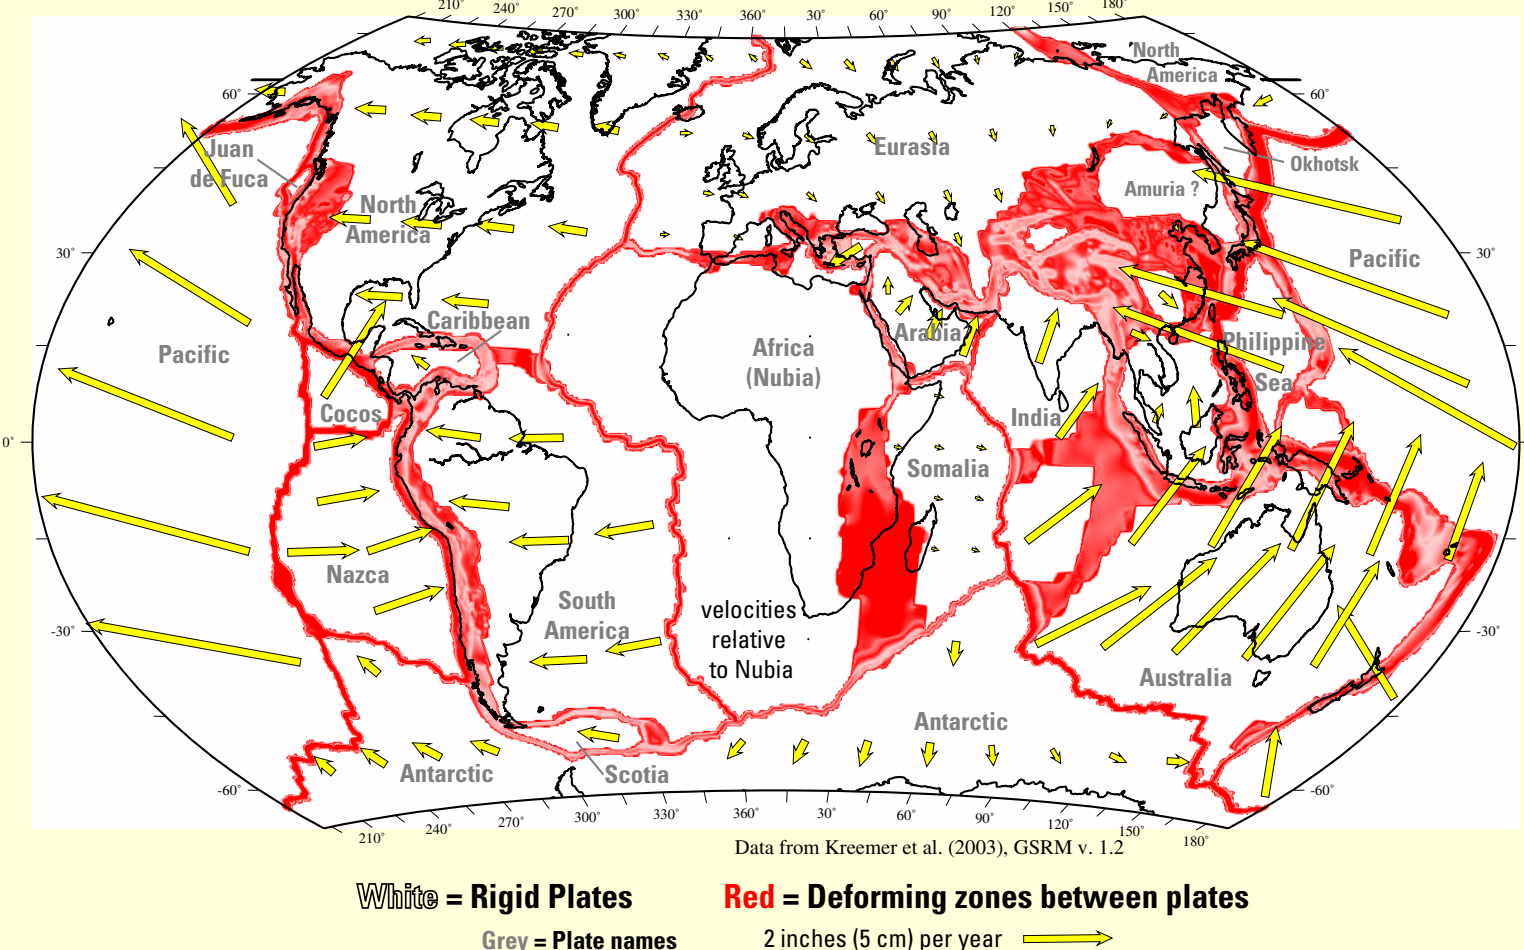 210° 240° 270° 300° 330° 360° 30° 60° 90° 120° 150° 180°
North
America
60° 60°
Juan
de Fuca
Eurasia
Okhotsk
Amuria ?
North
America
30° 30°
Pacific
Caribbean
Arabia
Philippine
Sea
Pacific
Africa
(Nubia)
Cocos
India
0° 0°
Somalia
Nazca
South
America
velocities
relative
to Nubia
-30° -30°
Australia
Antarctic
Antarctic
Scotia
-60° -60°
210° 240° 270° 300° 330° 360° 30° 60° 90° 120° 150° 180°
Data from Kreemer et al. (2003), GSRM v. 1.2
White = Rigid Plates
Red = Deforming zones between plates
Grey = Plate names
2 inches (5 cm) per year